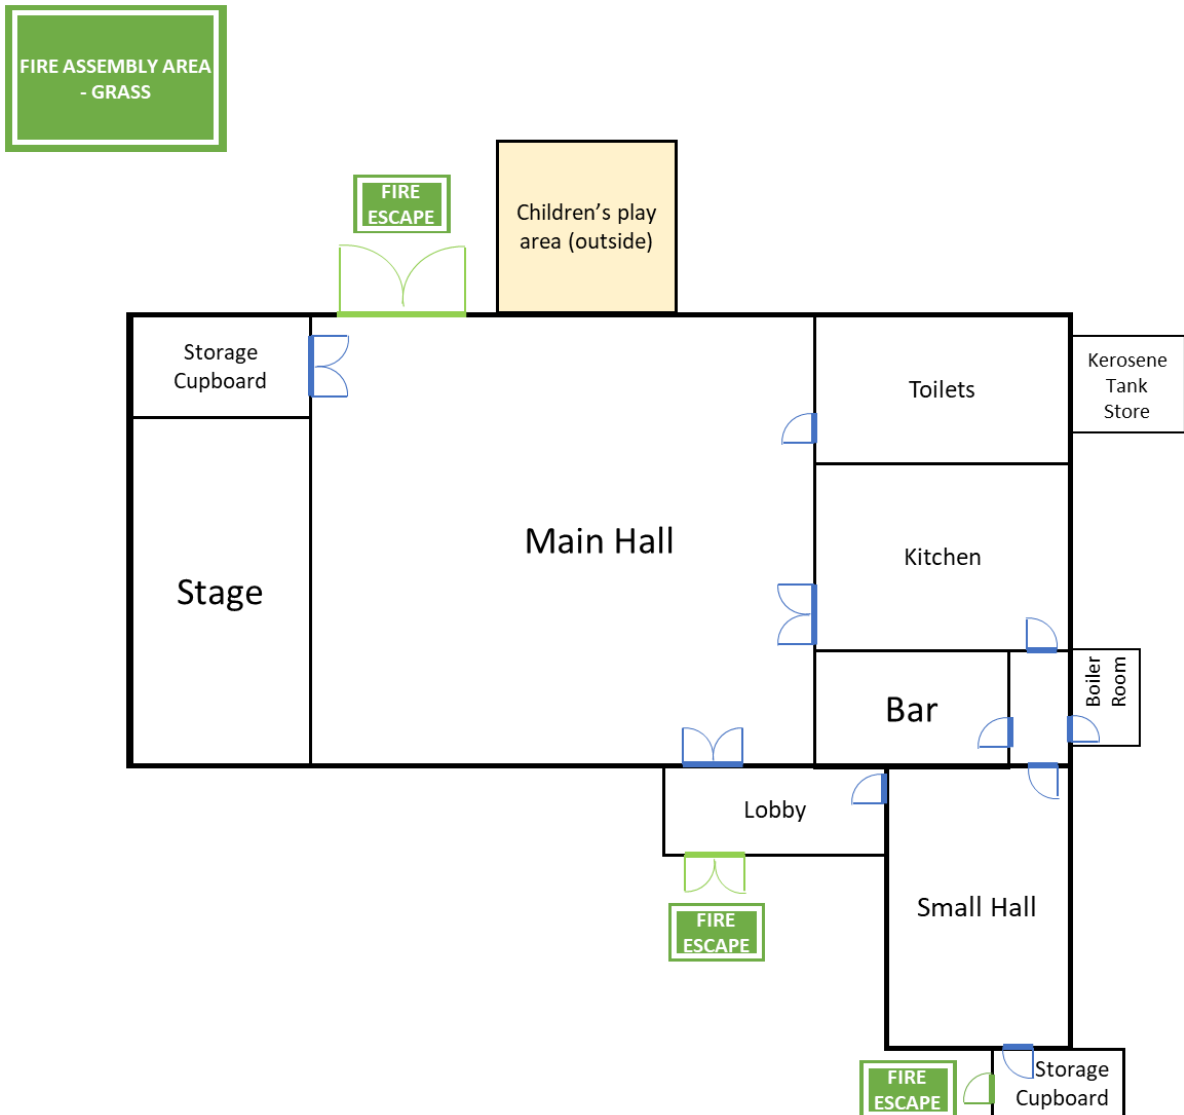 FIRE ASSEMBLY AREA
- GRASS
FIRE
ESCAPE
Children’s play
area (outside)
Storage
Cupboard
Toilets
Kerosene
Tank
Store
Main Hall
Kitchen
Stage
Boiler
Room
Bar
Lobby
Small Hall
FIRE
ESCAPE
FIRE
ESCAPE
Storage
Cupboard